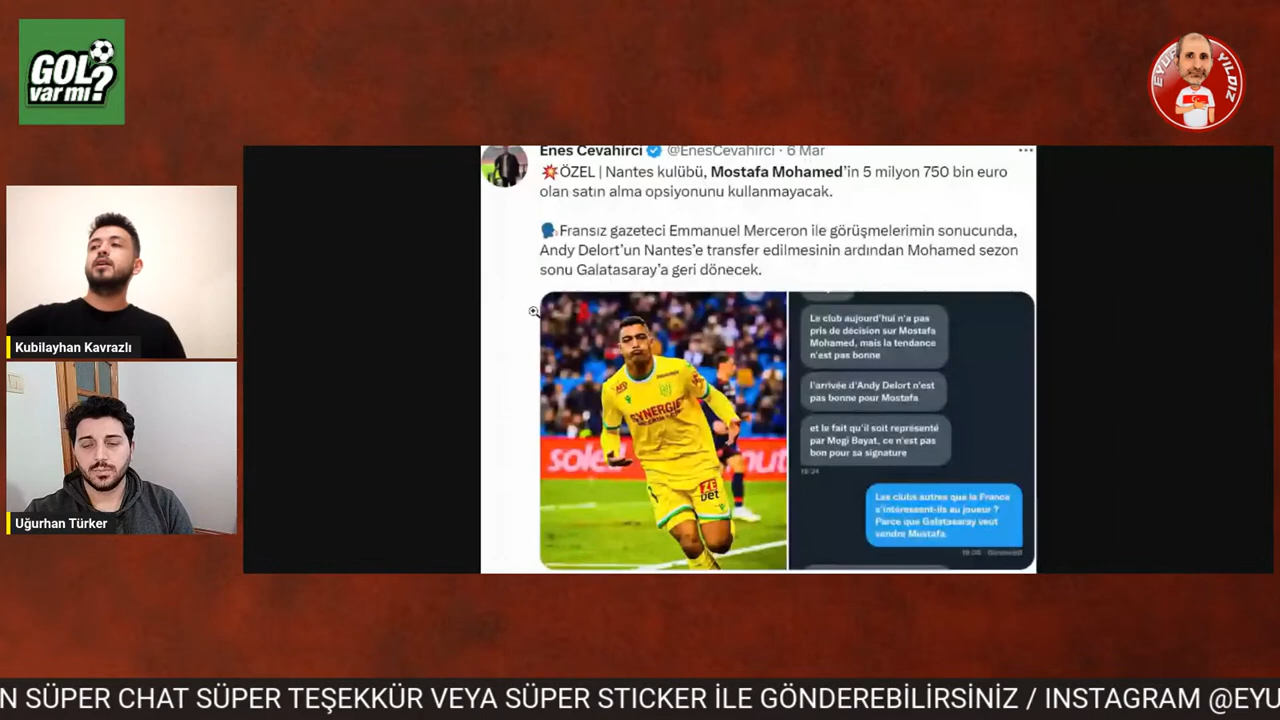 GOL
var mı?
EYÜP YILDIZ
Enes Cevahirci @EnesCevahirci · 6 Mar
💥ÖZEL | Nantes kulübü, Mostafa Mohamed'in 5 milyon 750 bin euro
olan satın alma opsiyonunu kullanmayacak.
🗣Fransız gazeteci Emmanuel Merceron ile görüşmelerimin sonucunda,
Andy Delort'un Nantes'e transfer edilmesinin ardından Mohamed sezon
sonu Galatasaray'a geri dönecek.
Le club aujourd'hui n'a pas
pris de décision sur Mostafa
Mohamed, mais la tendance
n'est pas bonne
l'arrivée d'Andy Delort n'est
pas bonne pour Mostafa
et le fait qu'il soit représenté
par Mogi Bayat, ce n'est pas
bon pour sa signature
Les clubs autres que la France
s'intéressent-ils au joueur ?
Parce que Galatasaray veut
vendre Mustafa.
SYNERGIE
ZE
bet
soleil
Kubilayhan Kavrazlı
Uğurhan Türker
N SÜPER CHAT SÜPER TEŞEKKÜR VEYA SÜPER STICKER İLE GÖNDEREBİLİRSİNİZ / INSTAGRAM @EYU